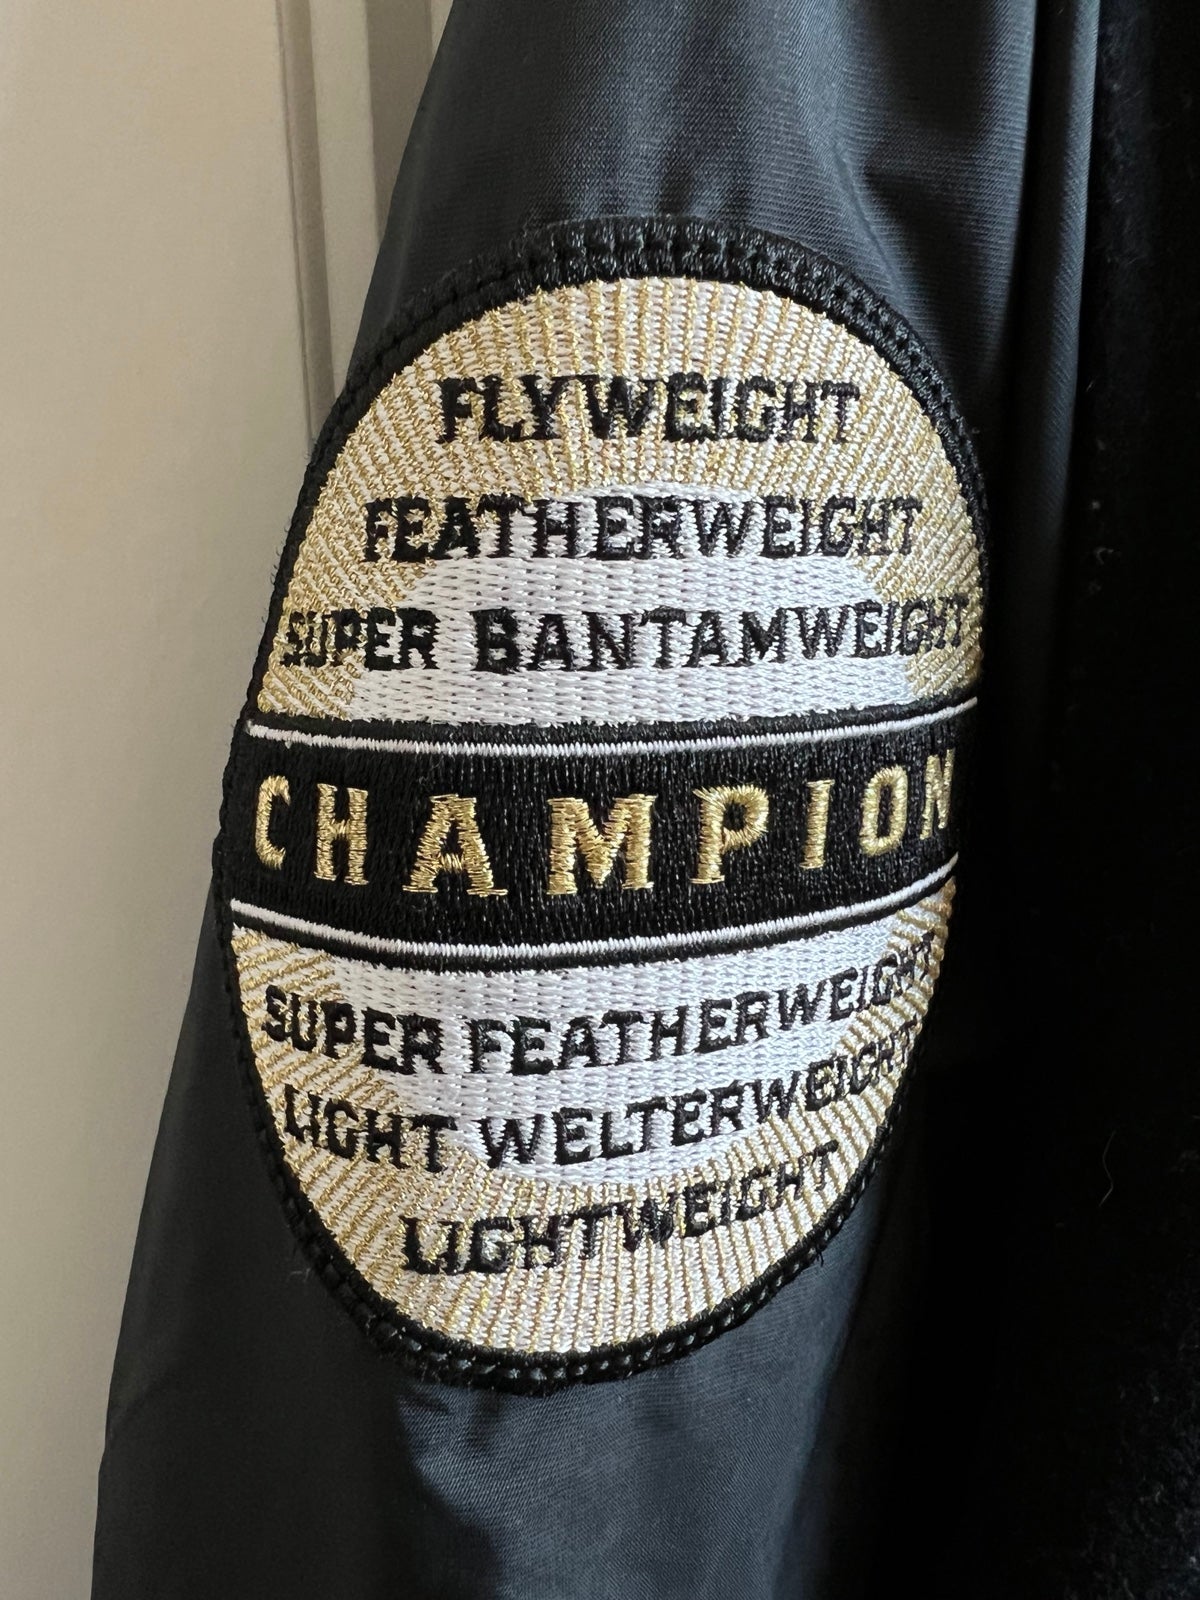 FLYWEIGHT
FEATHERWEIGHT
SUPER BANTAMWEIGHT
CHAMPION
SUPER FEATHERWEIGHT
LIGHT WELTERWEIGHT
LIGHTWEIGHT